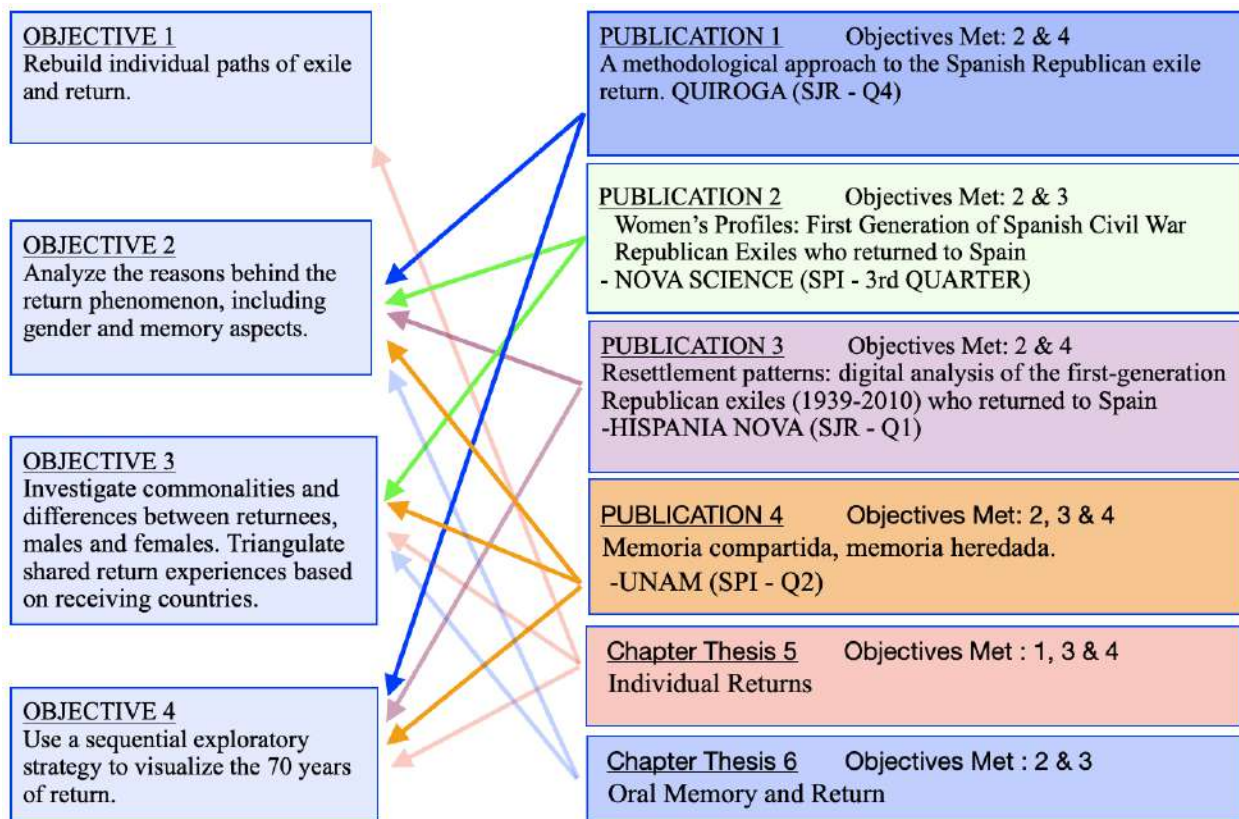 OBJECTIVE 1
Rebuild individual paths of exile
and return.
OBJECTIVE 2
Analyze the reasons behind the
return phenomenon, including
gender and memory aspects.
OBJECTIVE 3
Investigate commonalities and
differences between returnees,
males and females. Triangulate
shared return experiences based
on receiving countries.
OBJECTIVE 4
Use a sequential exploratory
strategy to visualize the 70 years
of return.
PUBLICATION 1 Objectives Met: 2 & 4
A methodological approach to the Spanish Republican exile
return. QUIROGA (SJR - Q4)
PUBLICATION 2 Objectives Met: 2 & 3
Women's Profiles: First Generation of Spanish Civil War
Republican Exiles who returned to Spain
- NOVA SCIENCE (SPI - 3rd QUARTER)
PUBLICATION 3 Objectives Met: 2 & 4
Resettlement patterns: digital analysis of the first-generation
Republican exiles (1939-2010) who returned to Spain
-HISPANIA NOVA (SJR - Q1)
PUBLICATION 4 Objectives Met: 2, 3 & 4
Memoria compartida, memoria heredada.
-UNAM (SPI - Q2)
Chapter Thesis 5 Objectives Met : 1, 3 & 4
Individual Returns
Chapter Thesis 6 Objectives Met : 2 & 3
Oral Memory and Return